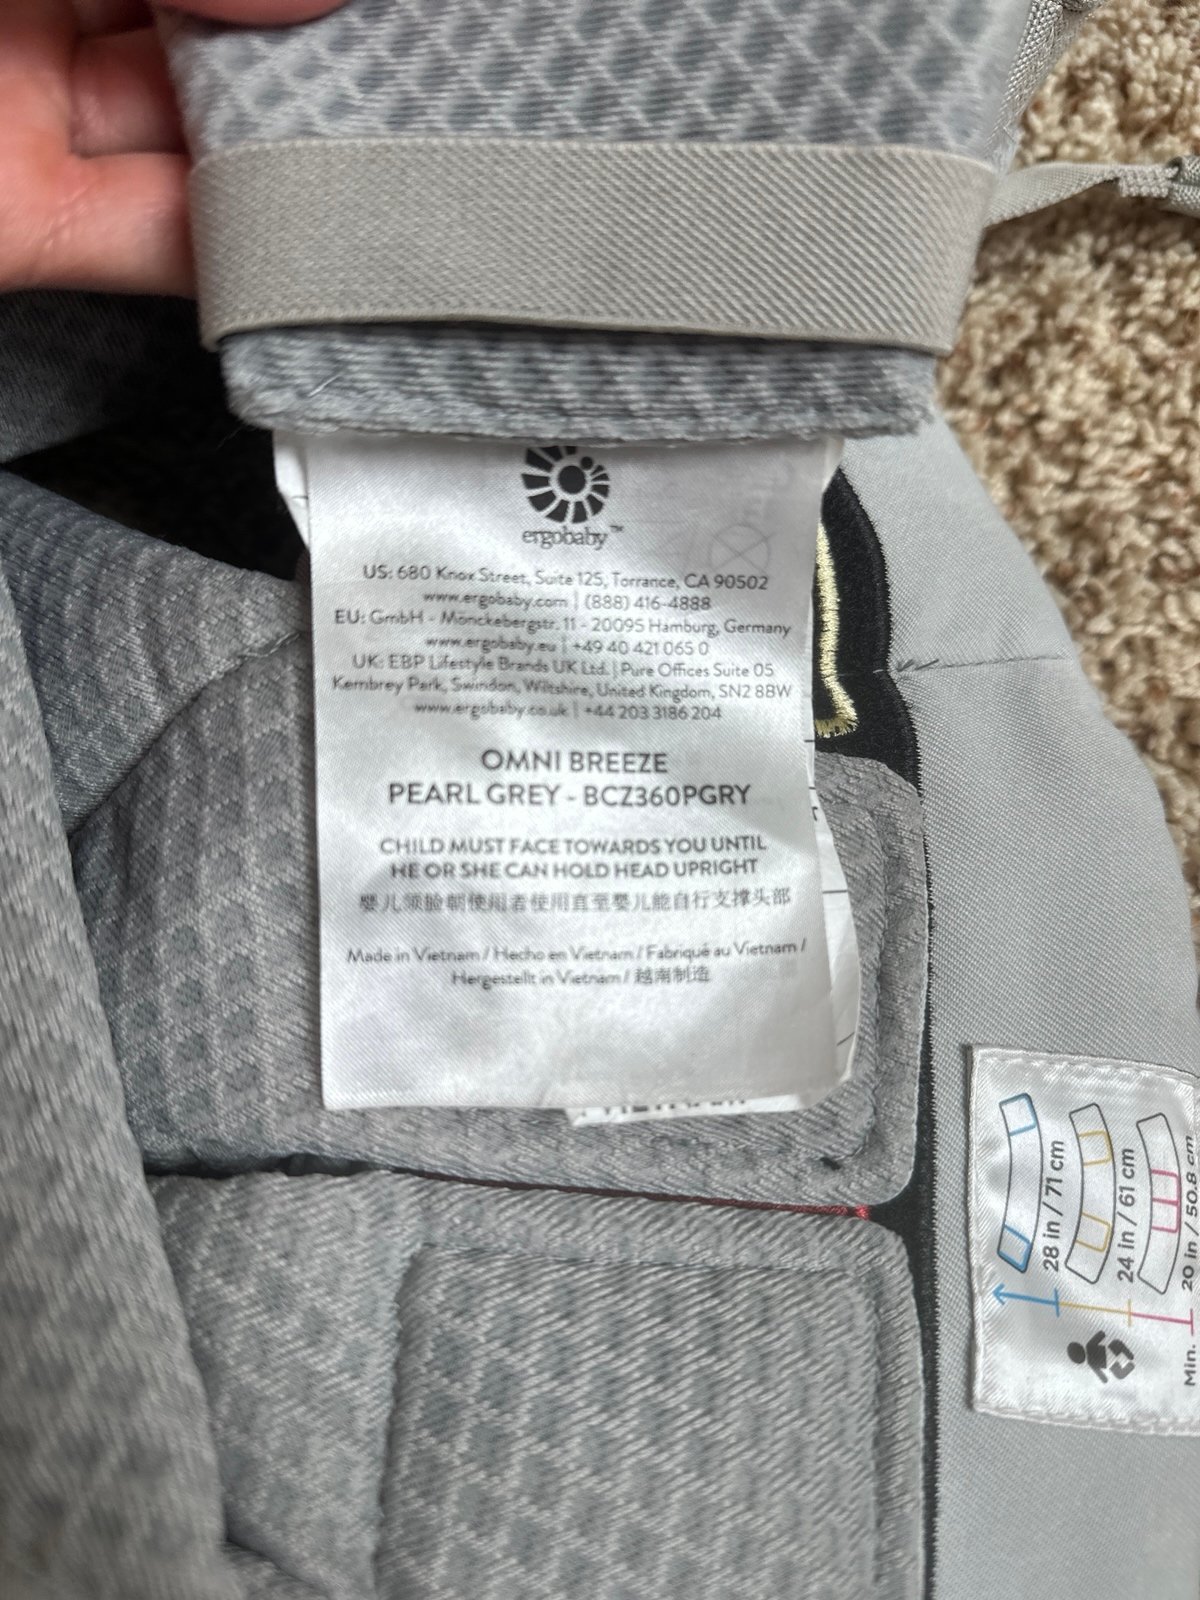 ergobaby™
US: 680 Knox Street, Suite 125, Torrance, CA 90502
www.ergobaby.com | (888) 416-4888
EU: GmbH - Mönckebergstr. 11 - 20095 Hamburg, Germany
www.ergobaby.eu | +49 40 421 065 0
UK: EBP Lifestyle Brands UK Ltd. | Pure Offices Suite 05
Kembrey Park, Swindon, Wiltshire, United Kingdom, SN2 8BW
www.ergobaby.co.uk | +44 203 3186 204
OMNI BREEZE
PEARL GREY - BCZ360PGRY
CHILD MUST FACE TOWARDS YOU UNTIL
HE OR SHE CAN HOLD HEAD UPRIGHT
婴儿须脸朝使用者使用直至婴儿能自行支撑头部
Made in Vietnam / Hecho en Vietnam / Fabriqué au Vietnam /
Hergestellt in Vietnam / 越南制造
28 in / 71 cm
24 in / 61 cm
20 in / 50.8 cm
Min.